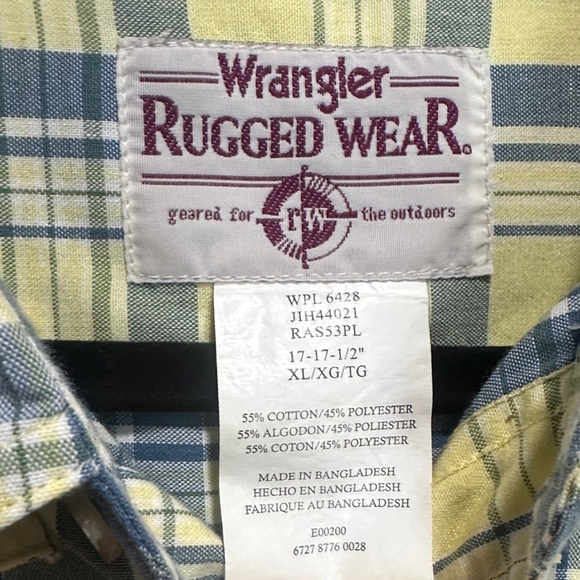 Wrangler
RUGGED WEAR®
geared for rw the outdoors
WPL 6428
JIH44021
RAS53PL
17-17-1/2"
XL/XG/TG
55% COTTON/45% POLYESTER
55% ALGODON/45% POLIESTER
55% COTON/45% POLYESTER
MADE IN BANGLADESH
HECHO EN BANGLADESH
FABRIQUE AU BANGLADESH
E00200
6727 8776 0028